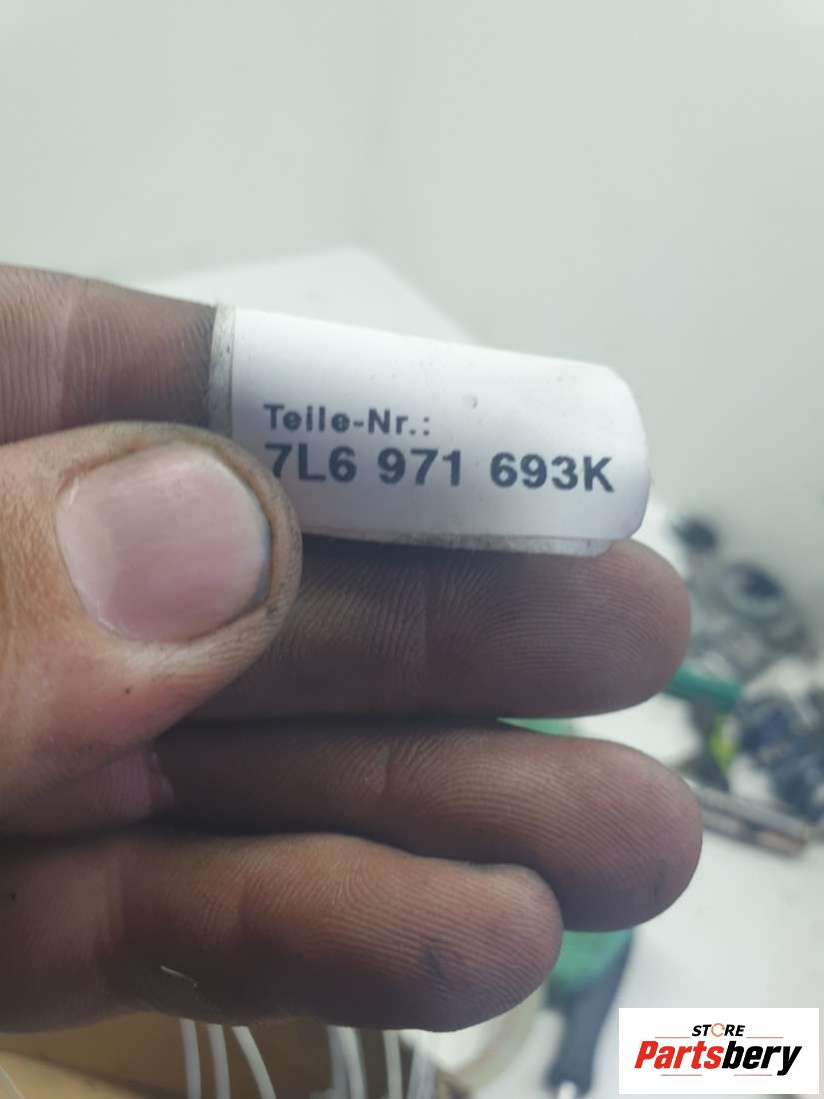 Teile-Nr.:
7L6 971 693K
STORE
Partsbery